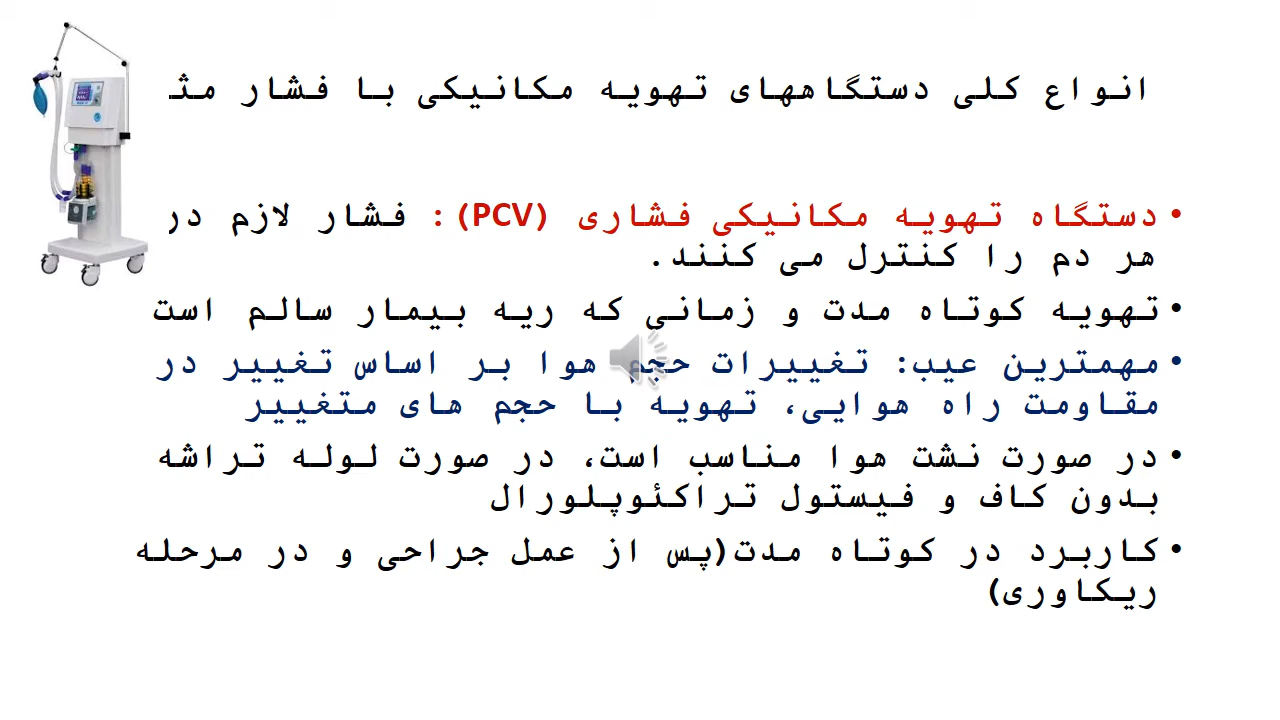 انواع کلی دستگاههای تهویه مکانیکی با فشار مث
• دستگاه تهویه مکانیکی فشاری (PCV): فشار لازم در
هر دم را کنترل می کنند.
• تهویه کوتاه مدت و زمانی که ریه بیمار سالم است
• مهمترین عیب: تغییرات حجم هوا بر اساس تغییر در
مقاومت راه هوایی، تهویه با حجم های متغییر
• در صورت نشت هوا مناسب است، در صورت لوله تراشه
بدون کاف و فیستول تراکئوپلورال
• کاربرد در کوتاه مدت(پس از عمل جراحی و در مرحله
ریکاوری)